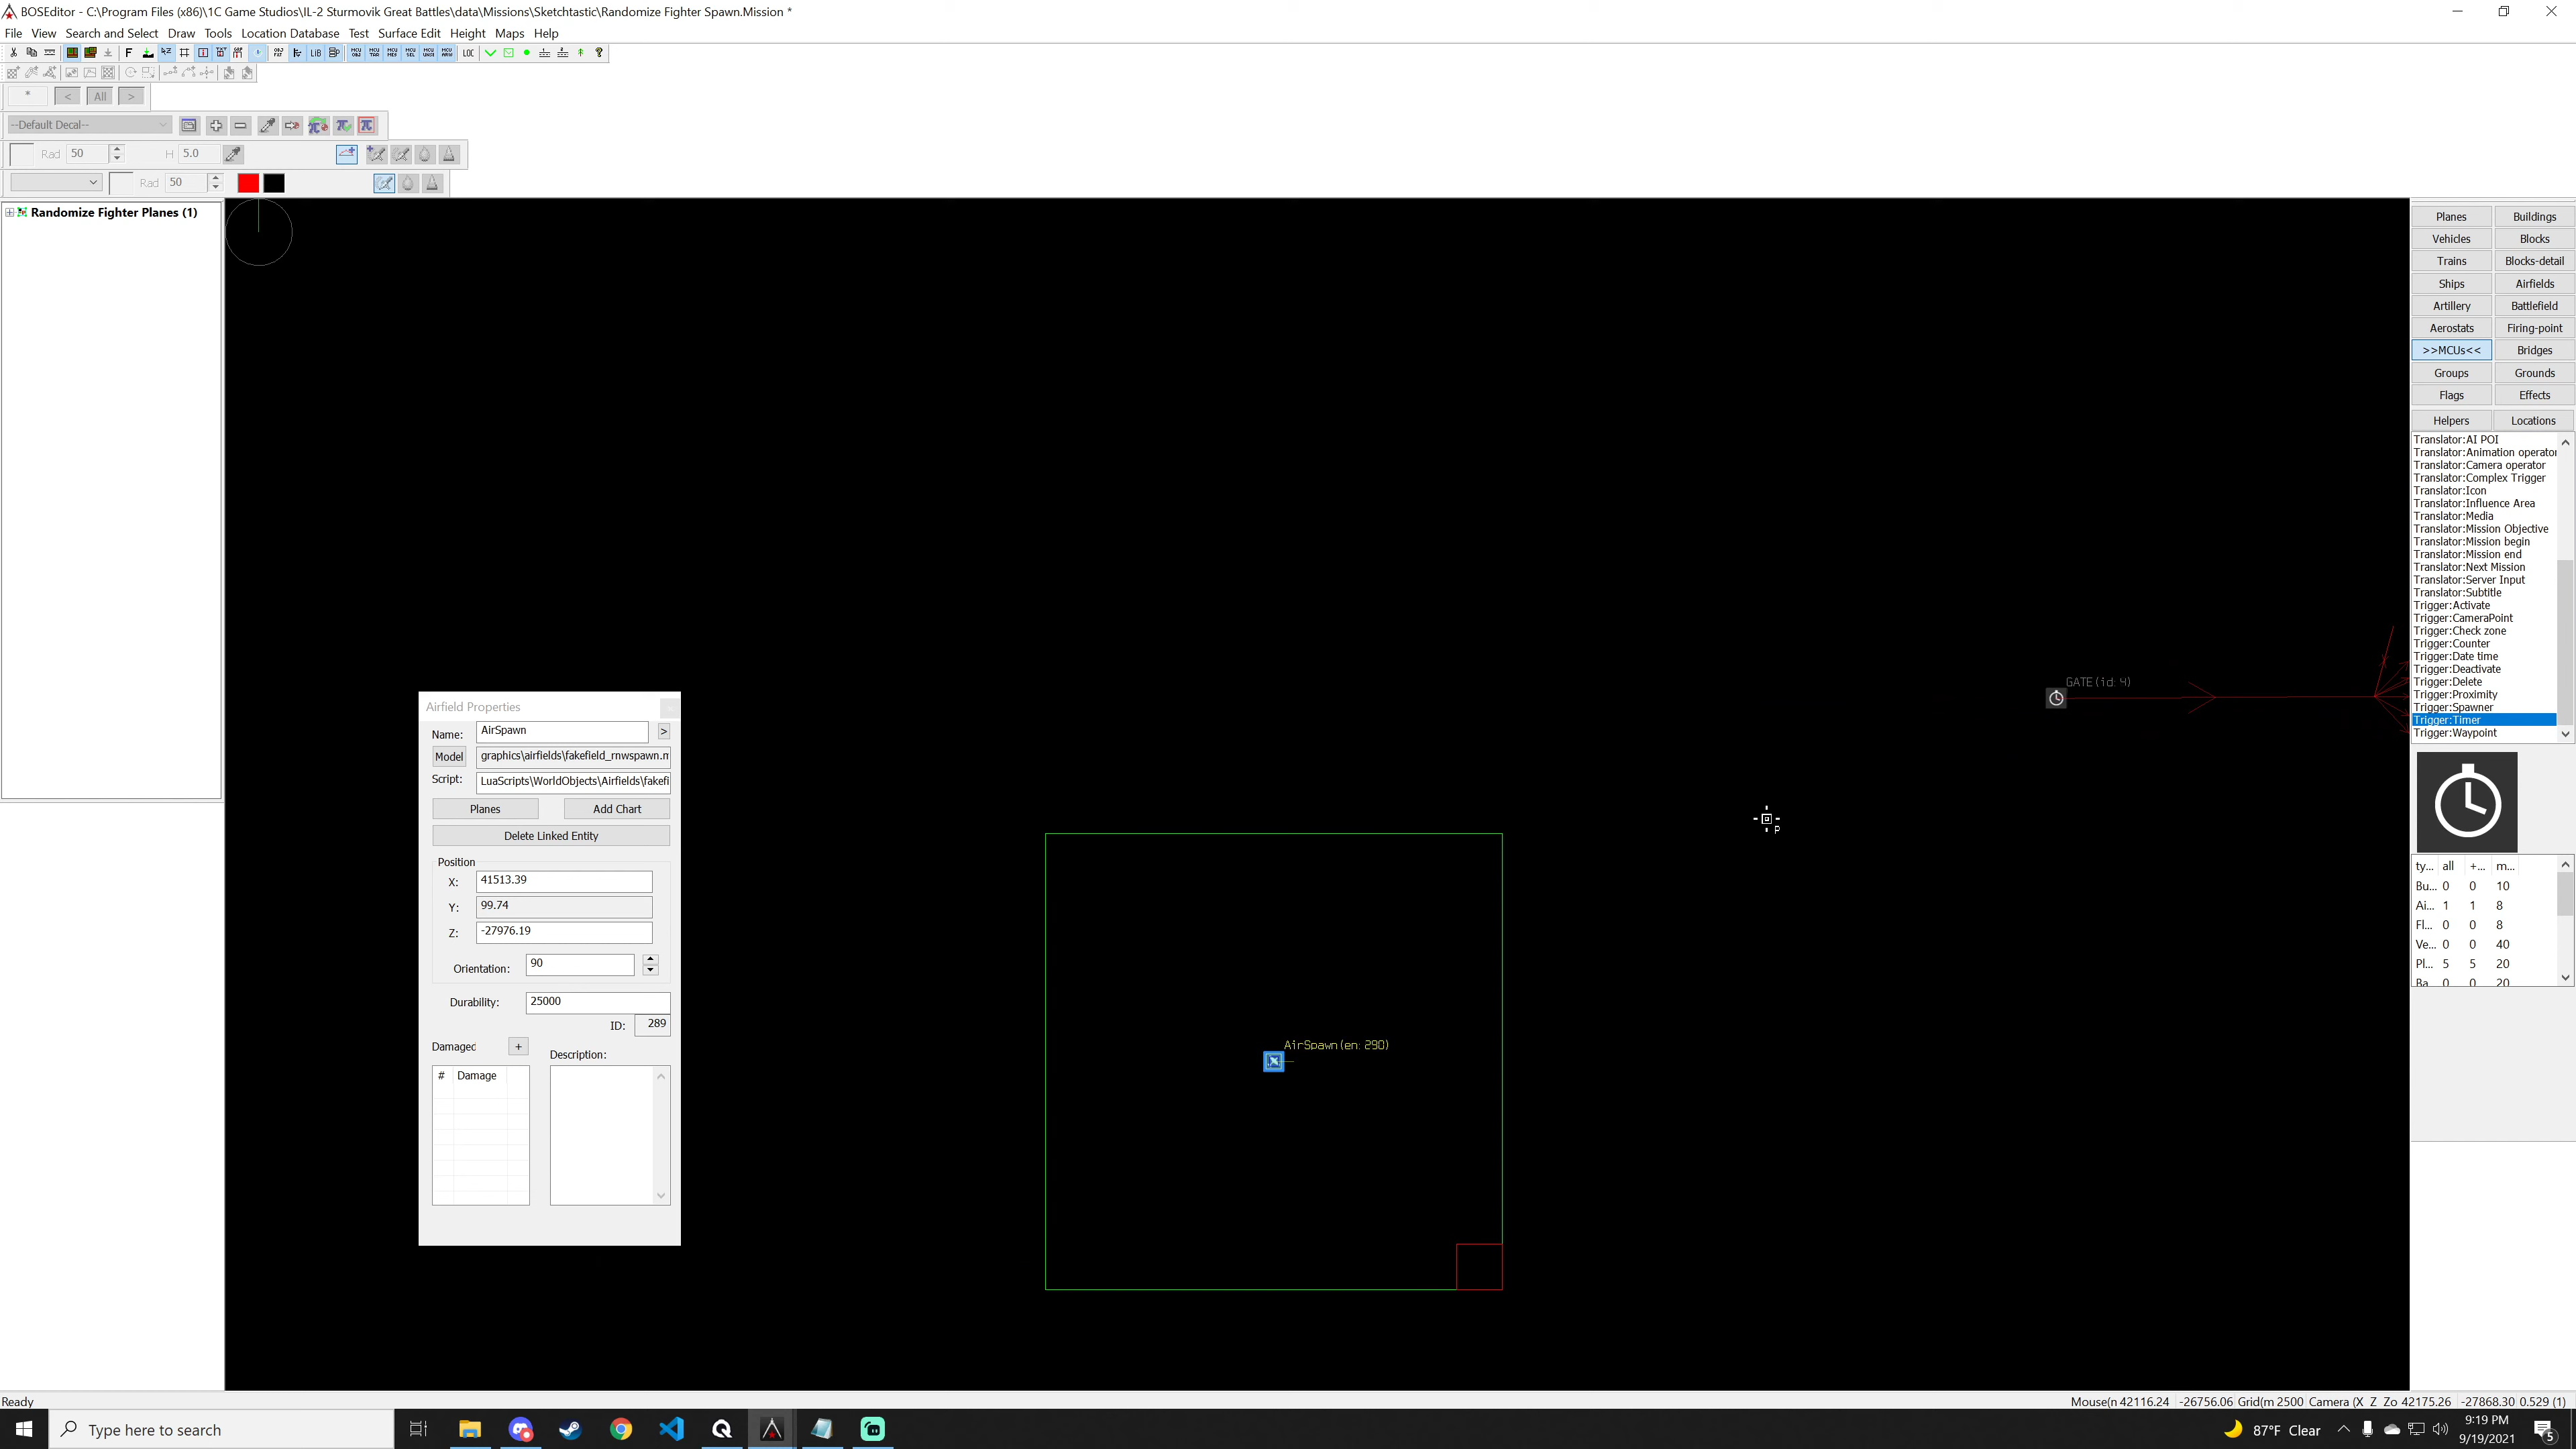 BOSEditor - C:\Program Files (x86)\1C Game Studios\IL-2 Sturmovik Great Battles\data\Missions\Sketchtastic\Randomize Fighter Spawn.Mission *
File View Search and Select Draw Tools Location Database Test Surface Edit Height Maps Help
LIB LOC
* < All >
--Default Decal--
Rad 50 H 5.0
Rad 50
Randomize Fighter Planes (1)
Planes Buildings
Vehicles Blocks
Trains Blocks-detail
Ships Airfields
Artillery Battlefield
Aerostats Firing-point
>>MCUs<< Bridges
Groups Grounds
Flags Effects
Helpers Locations
Translator:AI POI
Translator:Animation operator
Translator:Camera operator
Translator:Complex Trigger
Translator:Icon
Translator:Influence Area
Translator:Media
Translator:Mission Objective
Translator:Mission begin
Translator:Mission end
Translator:Next Mission
Translator:Server Input
Translator:Subtitle
Trigger:Activate
Trigger:CameraPoint
Trigger:Check zone
Trigger:Counter
Trigger:Date time
Trigger:Deactivate
Trigger:Delete
Trigger:Proximity
Trigger:Spawner
Trigger:Timer
Trigger:Waypoint
ty... all +... m...
Bu... 0 0 10
Ai... 1 1 8
Fl... 0 0 8
Ve... 0 0 40
Pl... 5 5 20
Ba 0 0 20
GATE(id: 4)
P
AirSpawn(en: 290)
Airfield Properties
Name: AirSpawn >
Model graphics\airfields\fakefield_rnwspawn.m
Script: LuaScripts\WorldObjects\Airfields\fakefi
Planes Add Chart
Delete Linked Entity
Position
X: 41513.39
Y: 99.74
Z: -27976.19
Orientation: 90
Durability: 25000
ID: 289
Damaged + Description:
# Damage
Ready Mouse(n 42116.24 -26756.06 Grid(m 2500 Camera (X Z Zo 42175.26 -27868.30 0.529 (1)
Type here to search
87°F Clear
9:19 PM
9/19/2021
5